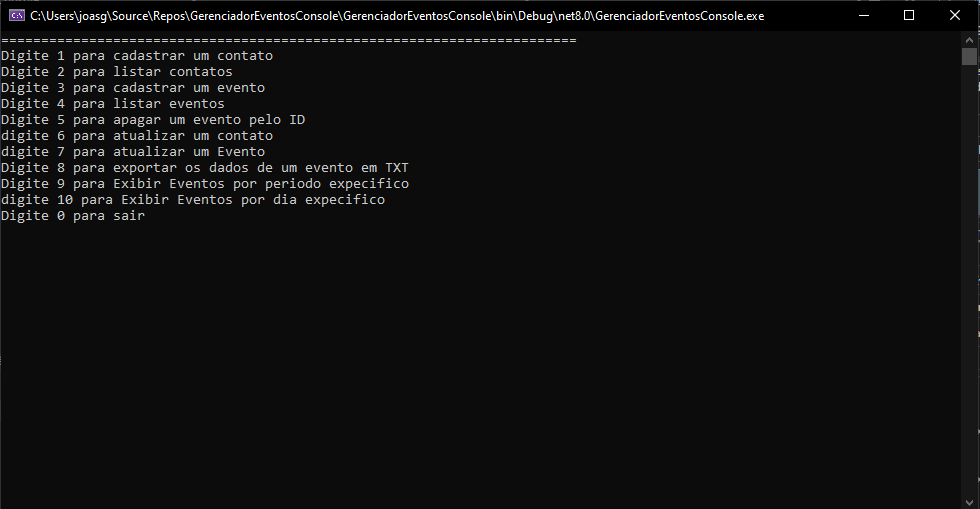 C:\Users\joasg\Source\Repos\GerenciadorEventosConsole\GerenciadorEventosConsole\bin\Debug\net8.0\GerenciadorEventosConsole.exe
========================================================================
Digite 1 para cadastrar um contato
Digite 2 para listar contatos
Digite 3 para cadastrar um evento
Digite 4 para listar eventos
Digite 5 para apagar um evento pelo ID
digite 6 para atualizar um contato
digite 7 para atualizar um Evento
Digite 8 para exportar os dados de um evento em TXT
Digite 9 para Exibir Eventos por periodo expecifico
digite 10 para Exibir Eventos por dia expecifico
Digite 0 para sair